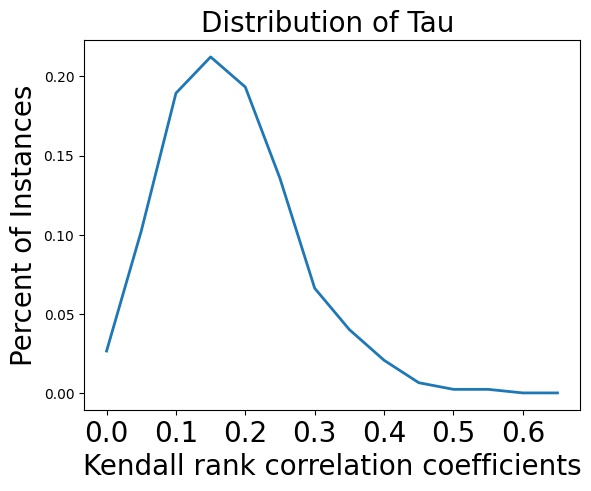 Distribution of Tau
Percent of Instances
0.20
0.15
0.10
0.05
0.00
0.0 0.1 0.2 0.3 0.4 0.5 0.6
Kendall rank correlation coefficients